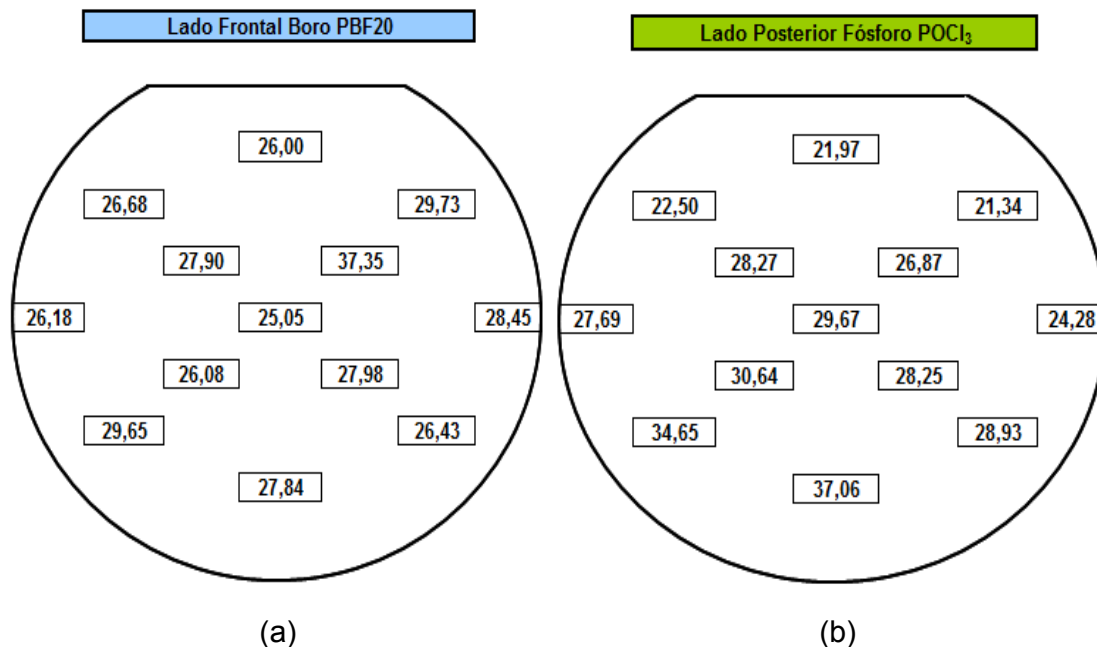 Lado Frontal Boro PBF20
Lado Posterior Fósforo POCl₃
26,00
26,68 29,73
27,90 37,35
26,18 25,05 28,45
26,08 27,98
29,65 26,43
27,84
21,97
22,50 21,34
28,27 26,87
27,69 29,67 24,28
30,64 28,25
34,65 28,93
37,06
(a)
(b)